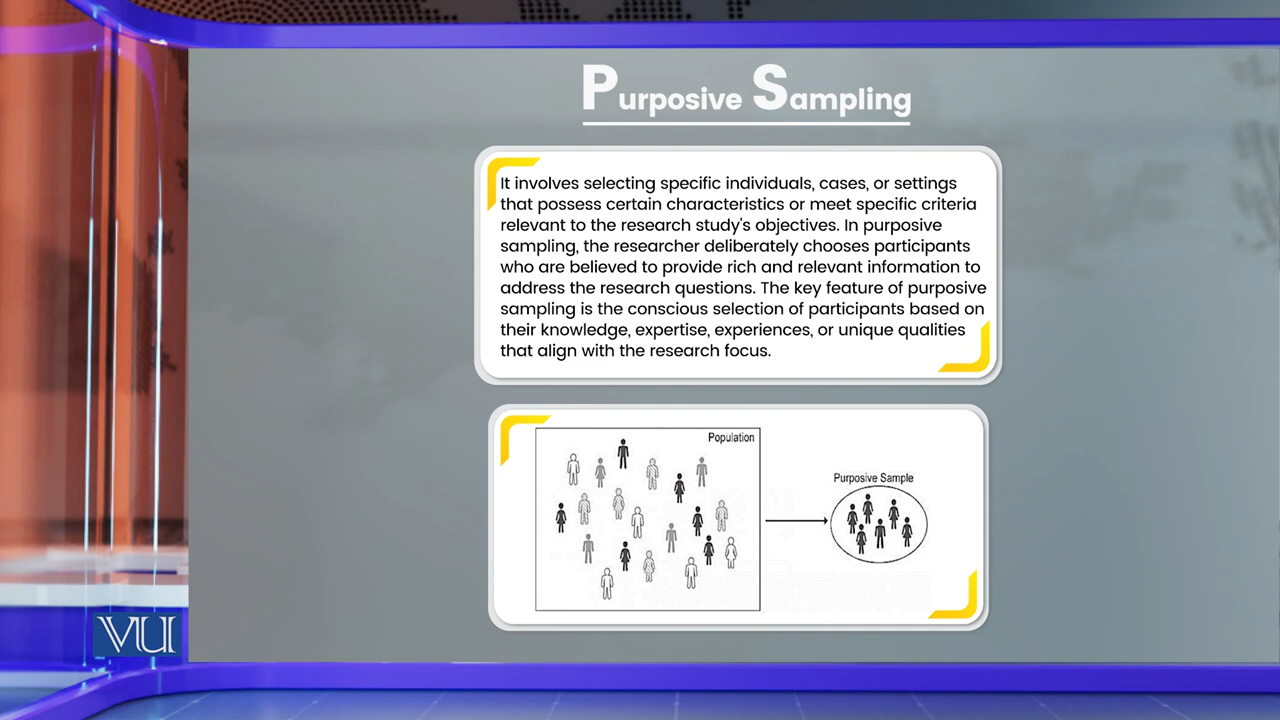 Purposive Sampling
It involves selecting specific individuals, cases, or settings
that possess certain characteristics or meet specific criteria
relevant to the research study's objectives. In purposive
sampling, the researcher deliberately chooses participants
who are believed to provide rich and relevant information to
address the research questions. The key feature of purposive
sampling is the conscious selection of participants based on
their knowledge, expertise, experiences, or unique qualities
that align with the research focus.
Population
Purposive Sample
VU